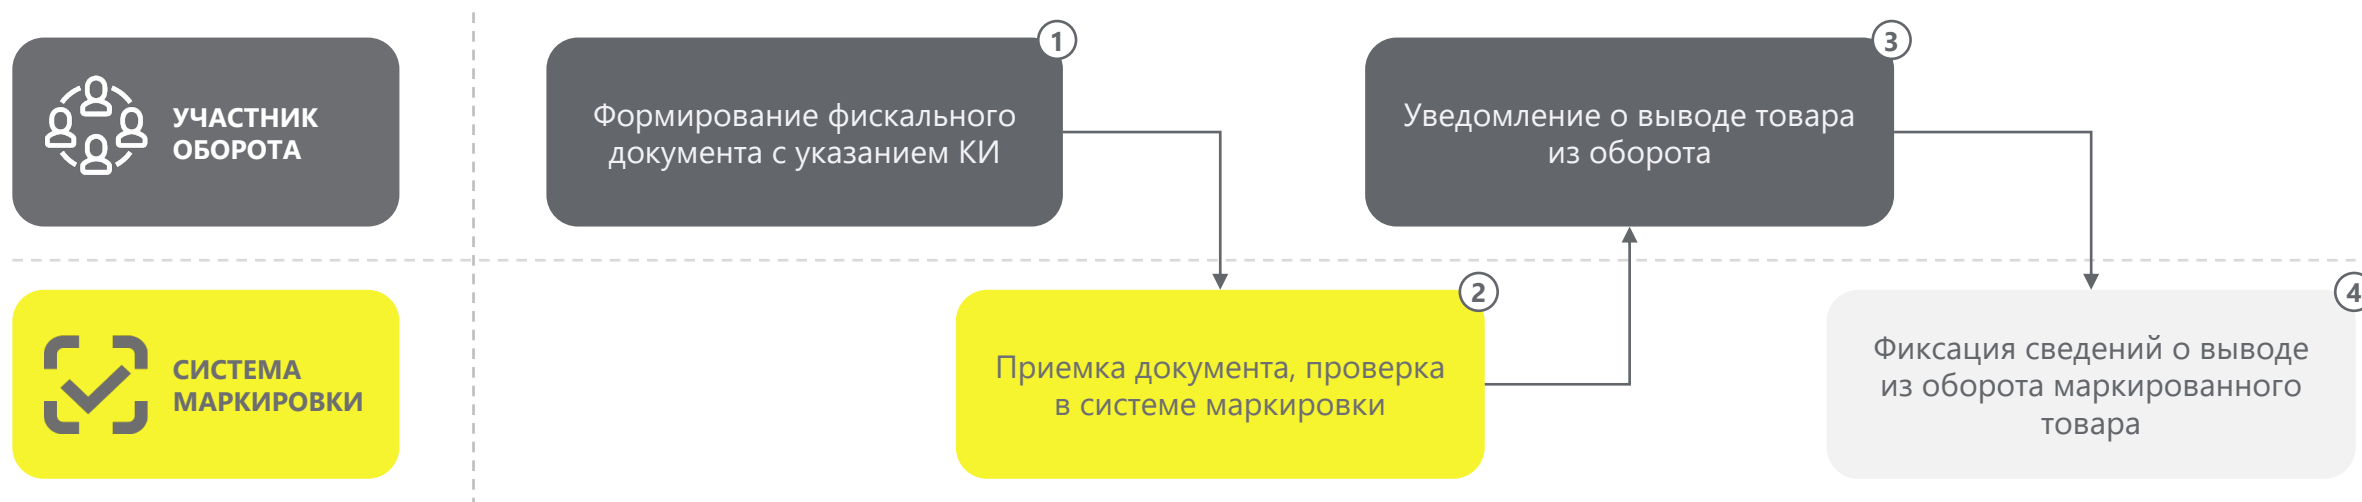 УЧАСТНИК
ОБОРОТА
1
Формирование фискального
документа с указанием КИ
3
Уведомление о выводе товара
из оборота
СИСТЕМА
МАРКИРОВКИ
2
Приемка документа, проверка
в системе маркировки
4
Фиксация сведений о выводе
из оборота маркированного
товара